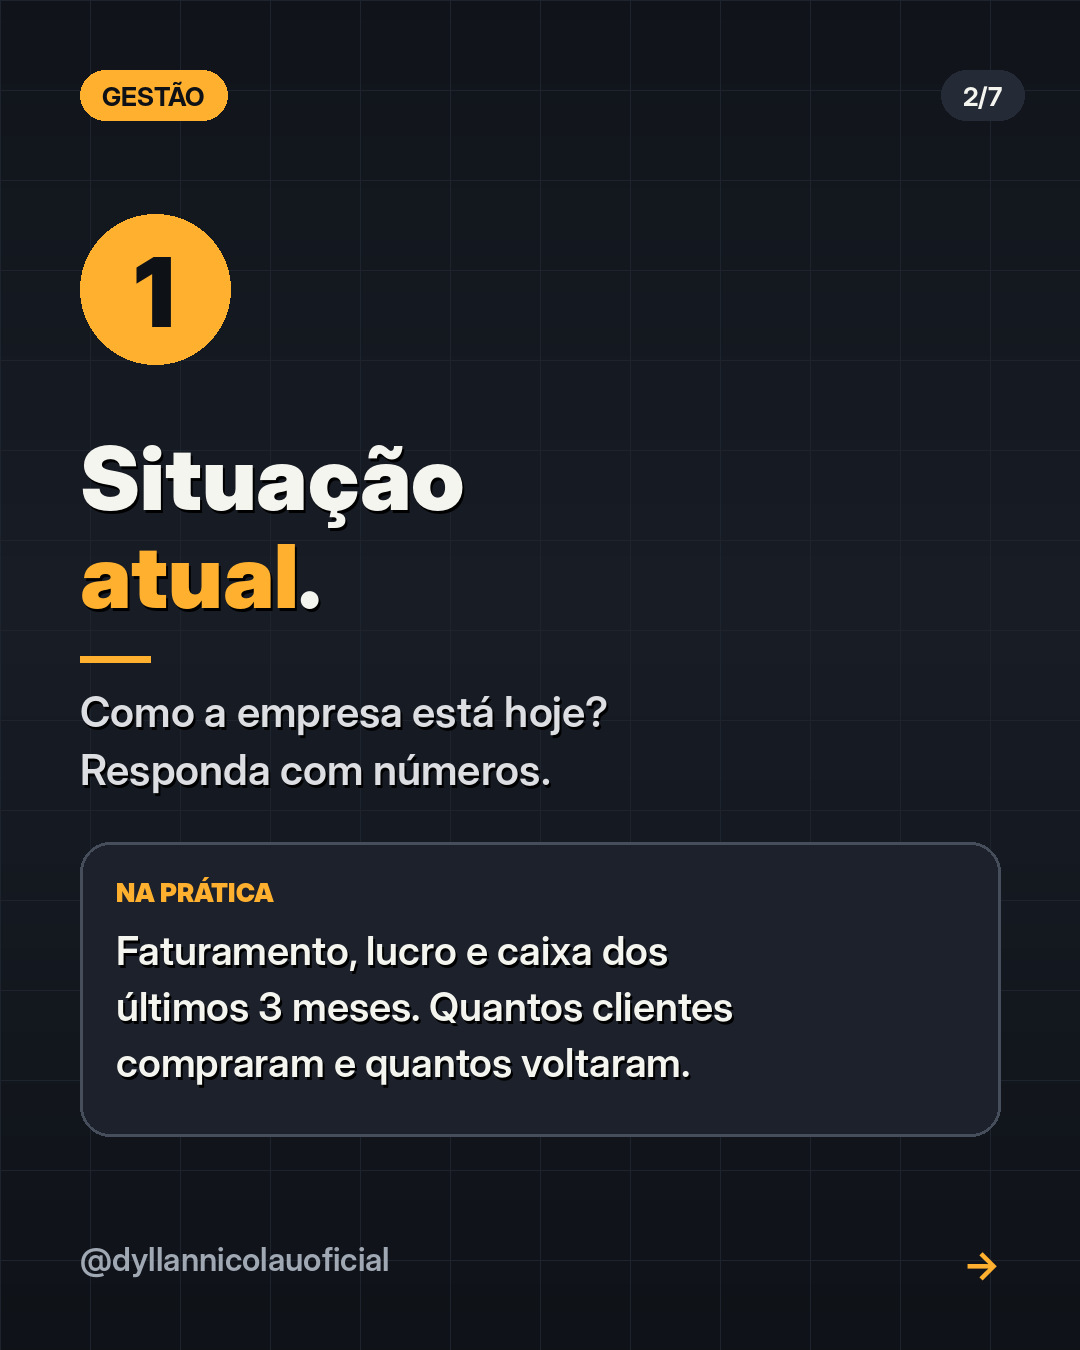 GESTÃO
2/7
1
Situação
atual.
Como a empresa está hoje?
Responda com números.
NA PRÁTICA
Faturamento, lucro e caixa dos
últimos 3 meses. Quantos clientes
compraram e quantos voltaram.
@dyllannicolauoficial
→